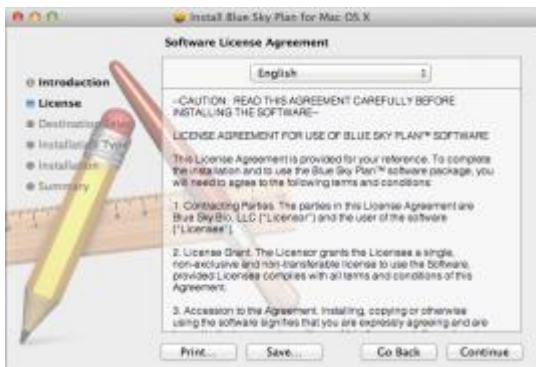 Install Blue Sky Plan for Mac OS X
Software License Agreement
English
Introduction
License
Destination Select
Installation Type
Installation
Summary
--CAUTION: READ THIS AGREEMENT CAREFULLY BEFORE
INSTALLING THE SOFTWARE--
LICENSE AGREEMENT FOR USE OF BLUE SKY PLAN™ SOFTWARE
This License Agreement is provided for your reference. To complete
the installation and to use the Blue Sky Plan™ software package, you
will need to agree to the following terms and conditions:
1. Contracting Parties. The parties in this License Agreement are
Blue Sky Bio, LLC ("Licensor") and the user of the software
("Licensee").
2. License Grant. The Licensor grants the Licensee a single,
non-exclusive and non-transferable license to use the Software,
provided Licensee complies with all terms and conditions of this
Agreement.
3. Accession to the Agreement. Installing, copying or otherwise
using the software signifies that you are expressly agreeing and are
Print...
Save...
Go Back
Continue